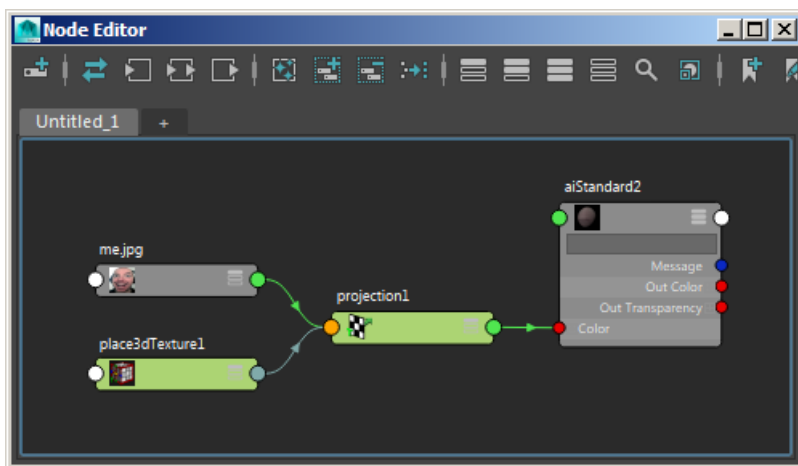 Node Editor
Untitled_1 +
aiStandard2
me.jpg
Message
Out Color
projection1
Out Transparency
Color
place3dTexture1